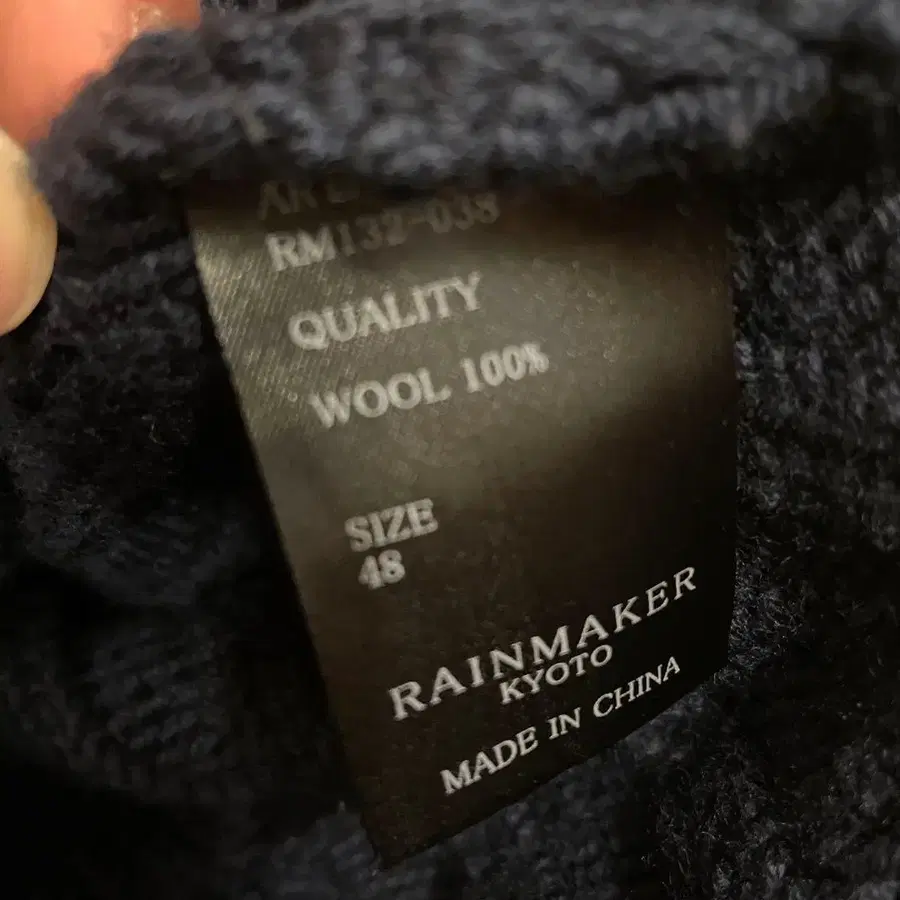 RM132-038
QUALITY
WOOL 100%
SIZE
48
RAINMAKER
KYOTO
MADE IN CHINA